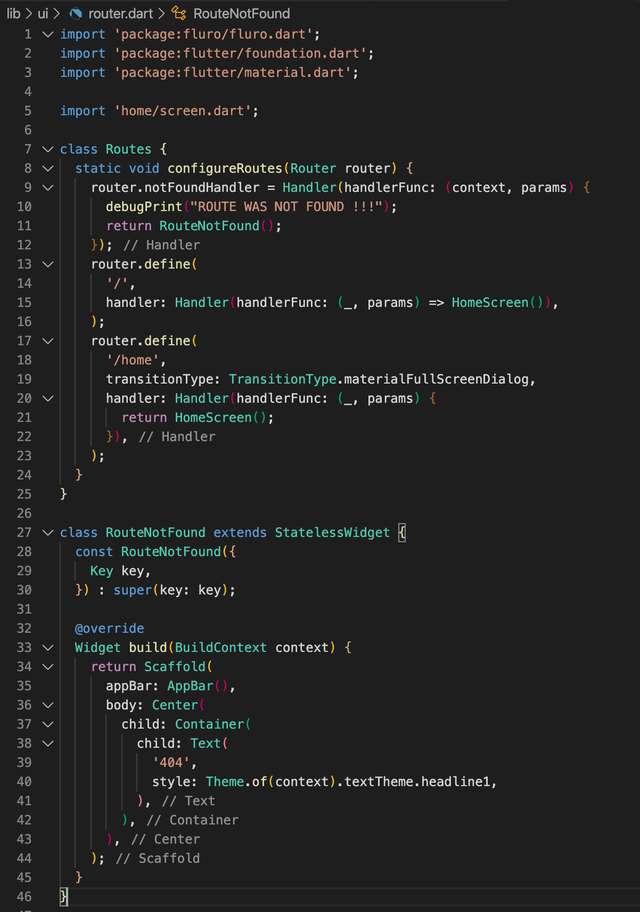 lib > ui > router.dart > RouteNotFound
1 import 'package:fluro/fluro.dart';
2 import 'package:flutter/foundation.dart';
3 import 'package:flutter/material.dart';
4
5 import 'home/screen.dart';
6
7 class Routes {
8   static void configureRoutes(Router router) {
9     router.notFoundHandler = Handler(handlerFunc: (context, params) {
10       debugPrint("ROUTE WAS NOT FOUND !!!");
11       return RouteNotFound();
12     }); // Handler
13     router.define(
14       '/',
15       handler: Handler(handlerFunc: (_, params) => HomeScreen()),
16     );
17     router.define(
18       '/home',
19       transitionType: TransitionType.materialFullScreenDialog,
20       handler: Handler(handlerFunc: (_, params) {
21         return HomeScreen();
22       }), // Handler
23     );
24   }
25 }
26
27 class RouteNotFound extends StatelessWidget {
28   const RouteNotFound({
29     Key key,
30   }) : super(key: key);
31
32   @override
33   Widget build(BuildContext context) {
34     return Scaffold(
35       appBar: AppBar(),
36       body: Center(
37         child: Container(
38           child: Text(
39             '404',
40             style: Theme.of(context).textTheme.headline1,
41           ), // Text
42         ), // Container
43       ), // Center
44     ); // Scaffold
45   }
46 }